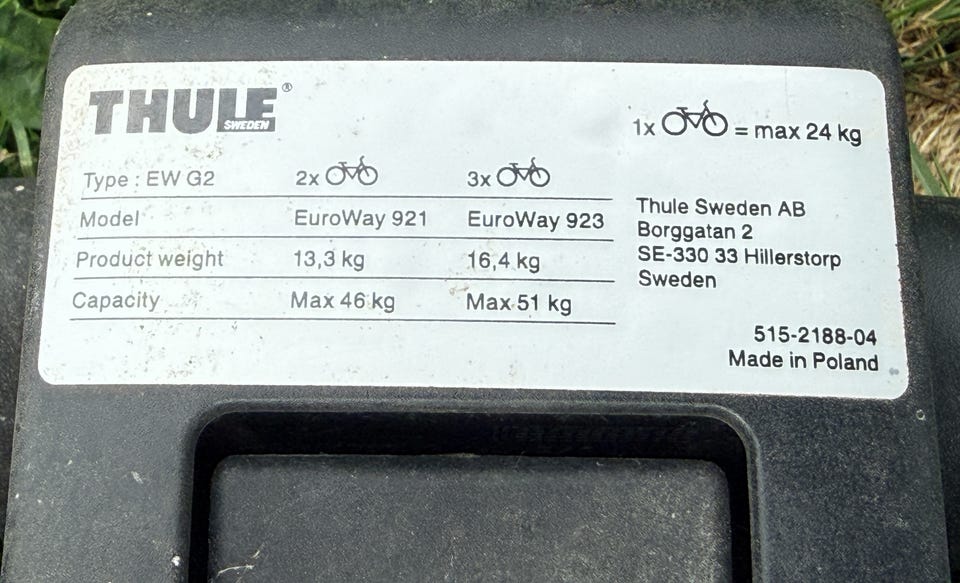 THULE®
SWEDEN
1x = max 24 kg
Type : EW G2 2x 3x
Model EuroWay 921 EuroWay 923
Product weight 13,3 kg 16,4 kg
Capacity Max 46 kg Max 51 kg
Thule Sweden AB
Borggatan 2
SE-330 33 Hillerstorp
Sweden
515-2188-04
Made in Poland